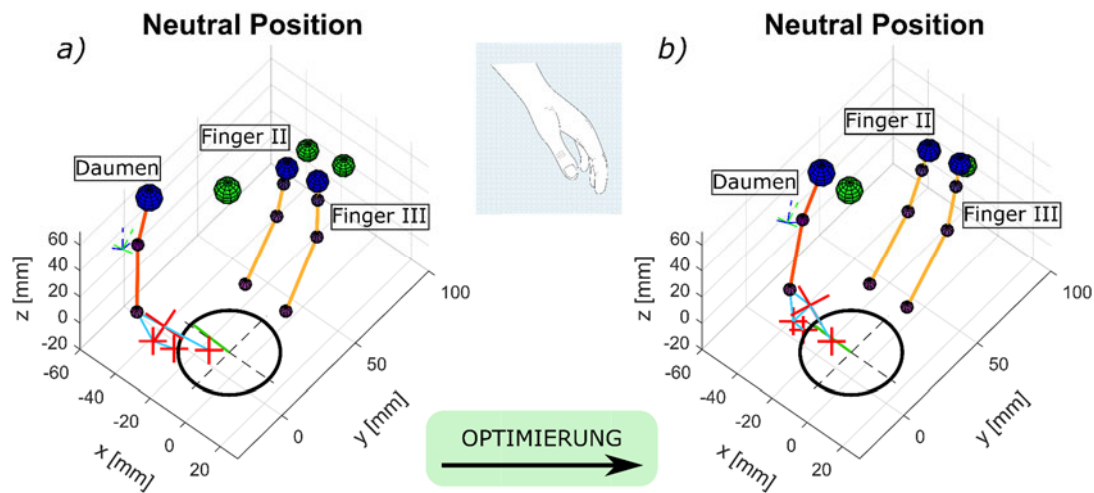 a)
Neutral Position
Finger II
Daumen
Finger III
z [mm]
60
40
20
0
-20
-60
-40
-20
0
20
x [mm]
0
50
100
y [mm]
OPTIMIERUNG
b)
Neutral Position
Finger II
Daumen
Finger III
z [mm]
60
40
20
0
-20
-60
-40
-20
0
20
x [mm]
0
50
100
y [mm]